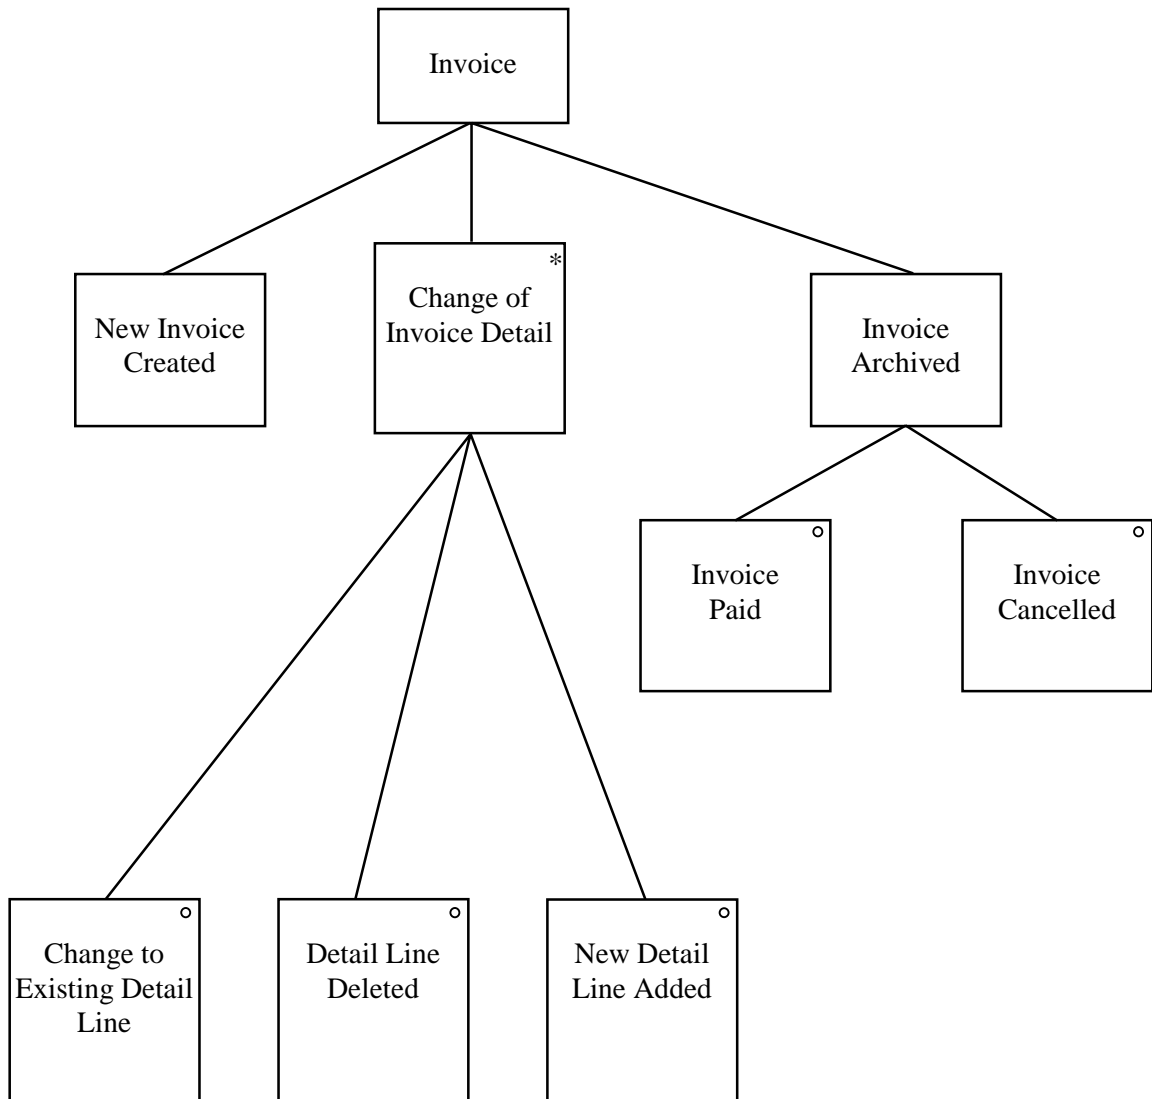 Invoice
New Invoice
Created
*
Change of
Invoice Detail
Invoice
Archived
o
Invoice
Paid
o
Invoice
Cancelled
o
Change to
Existing Detail
Line
o
Detail Line
Deleted
o
New Detail
Line Added